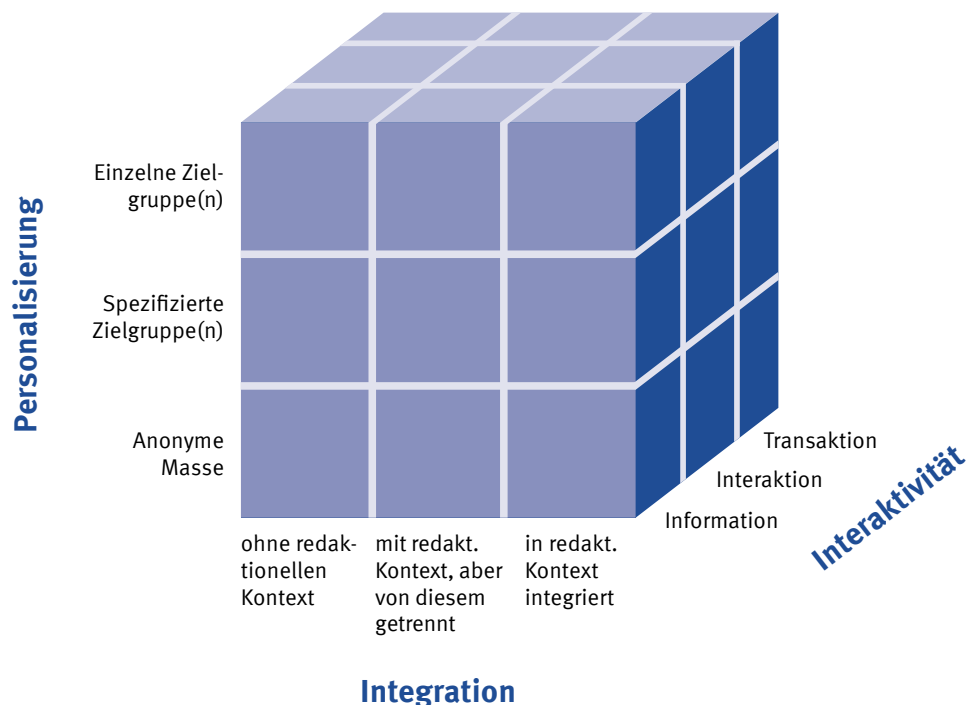 Personalisierung
Einzelne Ziel-
gruppe(n)
Spezifizierte
Zielgruppe(n)
Anonyme
Masse
Transaktion
Interaktion
Information
Interaktivität
ohne redak-
tionellen
Kontext
mit redakt.
Kontext, aber
von diesem
getrennt
in redakt.
Kontext
integriert
Integration